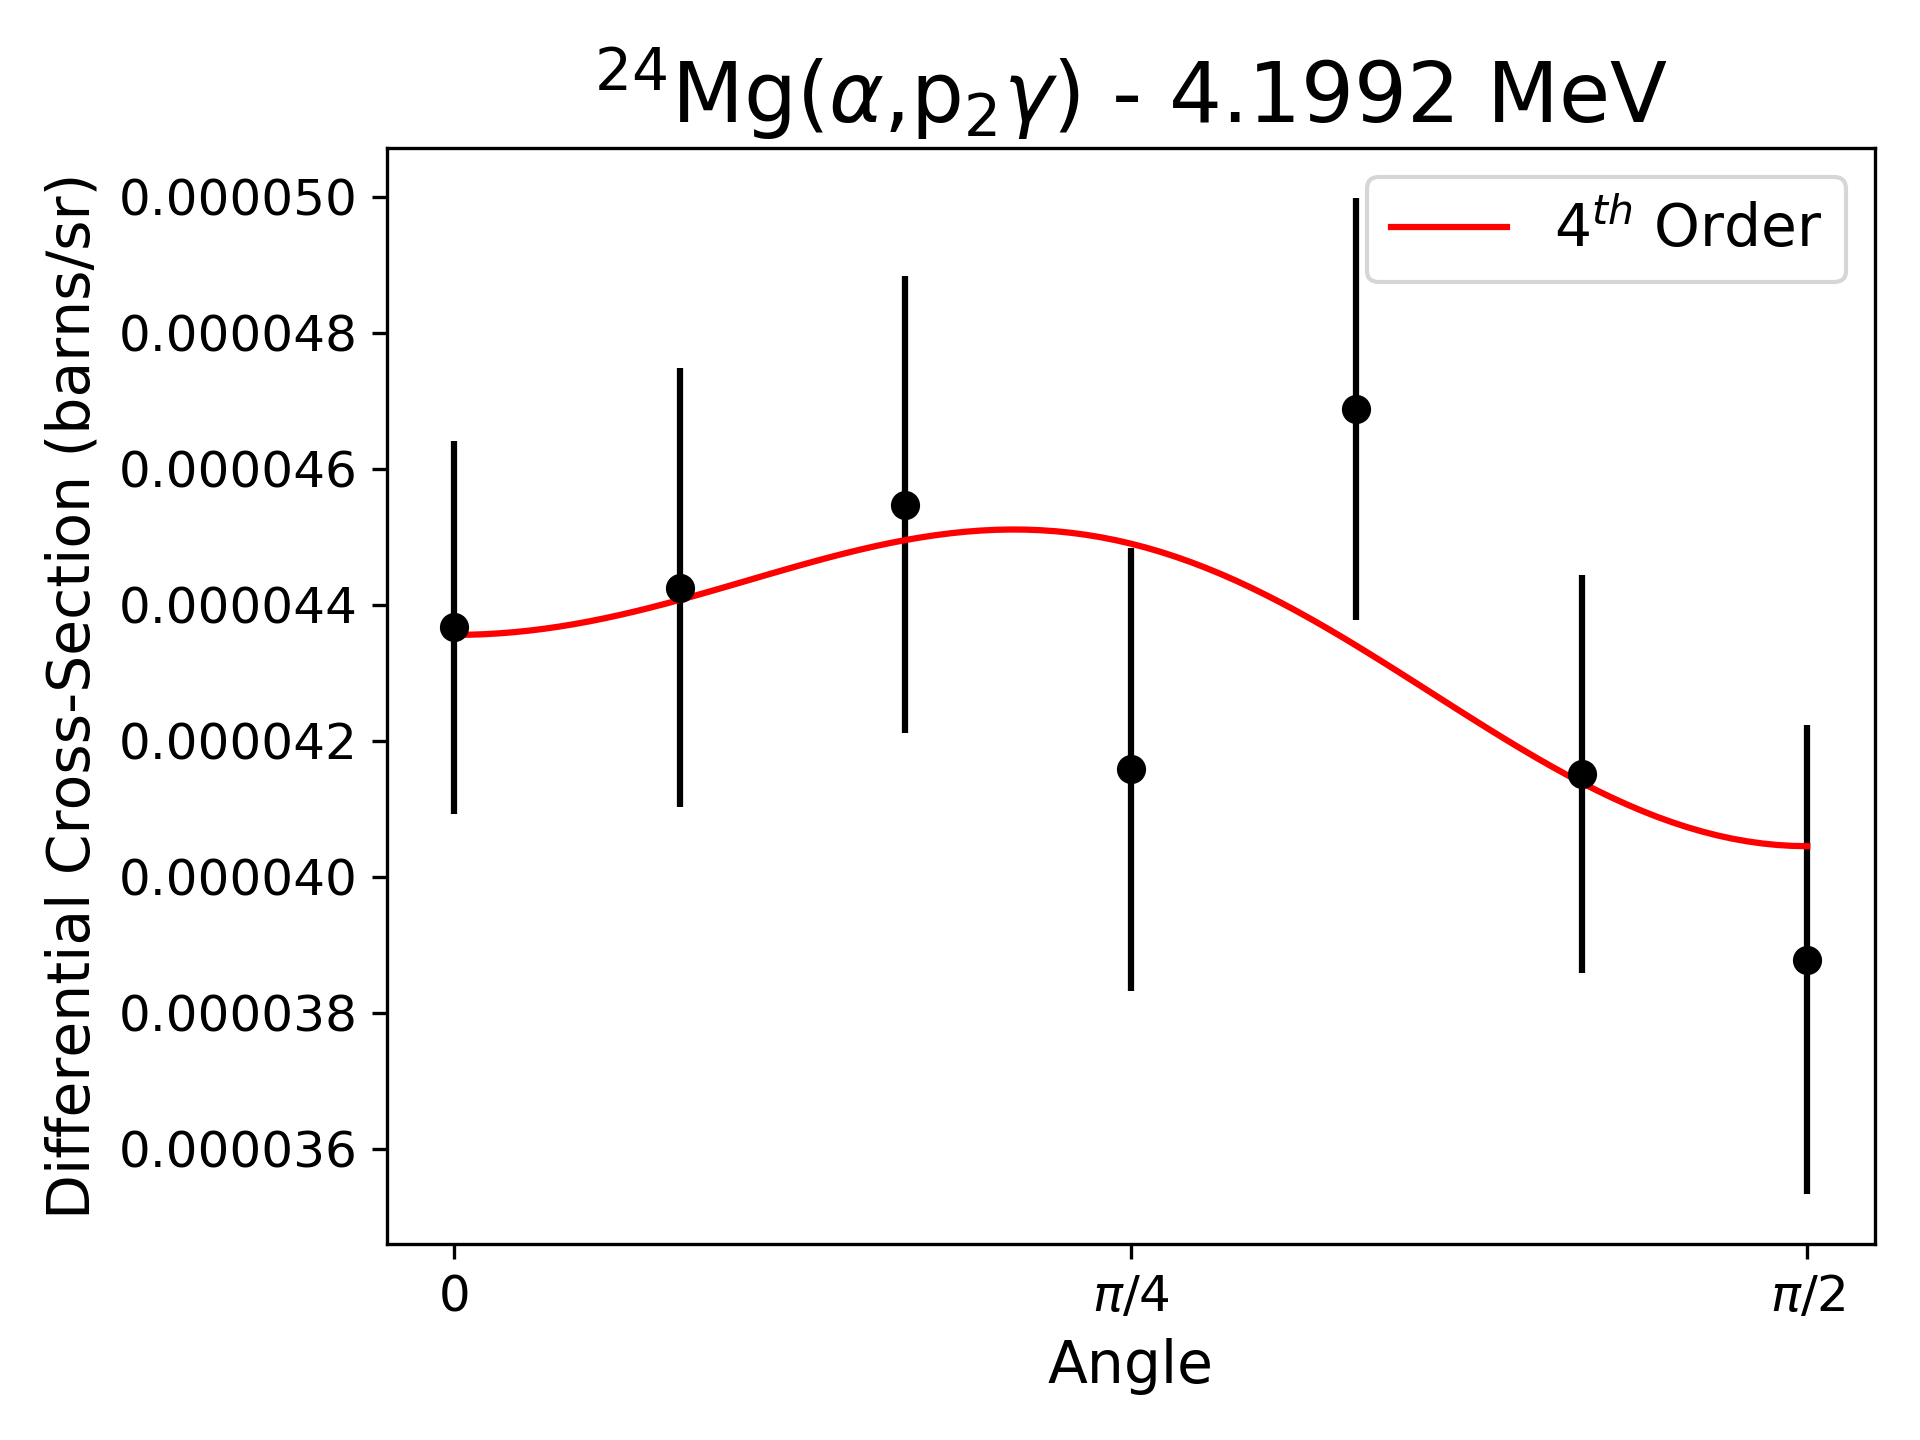 ²⁴Mg(α,p₂γ) - 4.1992 MeV
4ᵗʰ Order
Differential Cross-Section (barns/sr)
0.000050
0.000048
0.000046
0.000044
0.000042
0.000040
0.000038
0.000036
0 π/4 π/2
Angle